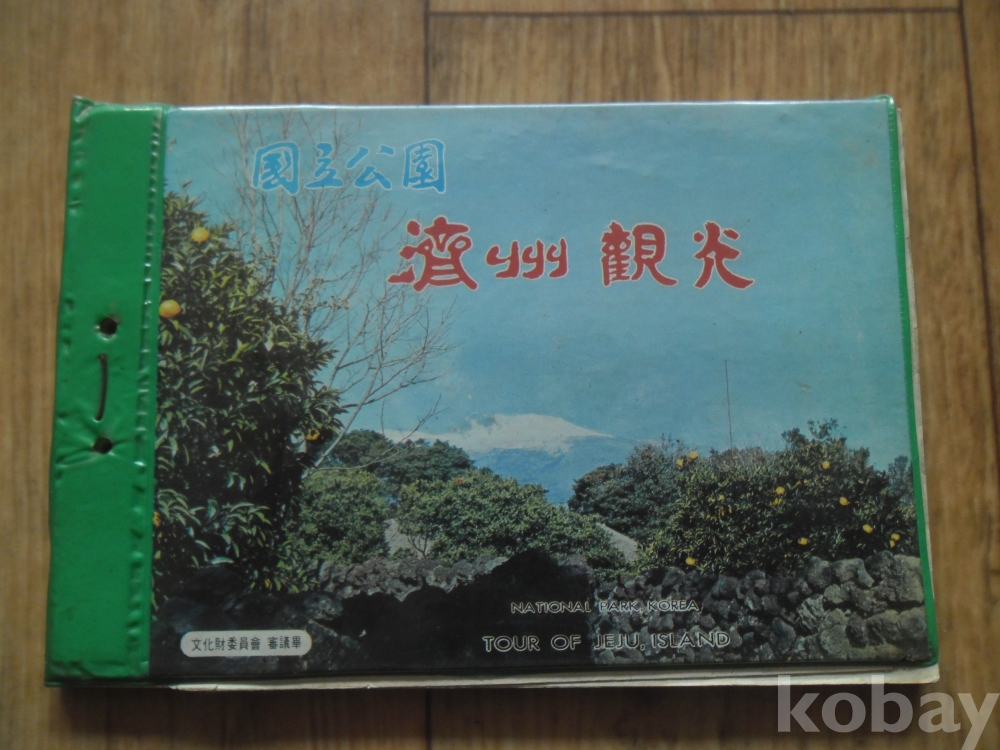 國立公園
濟州 觀光
NATIONAL PARK, KOREA
TOUR OF JEJU, ISLAND
文化財委員會 審議畢
kobay